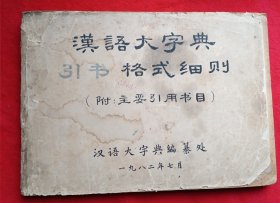 漢語大字典
引书格式细则
(附:主要引用书目)
汉语大字典编纂处
一九八二年七月